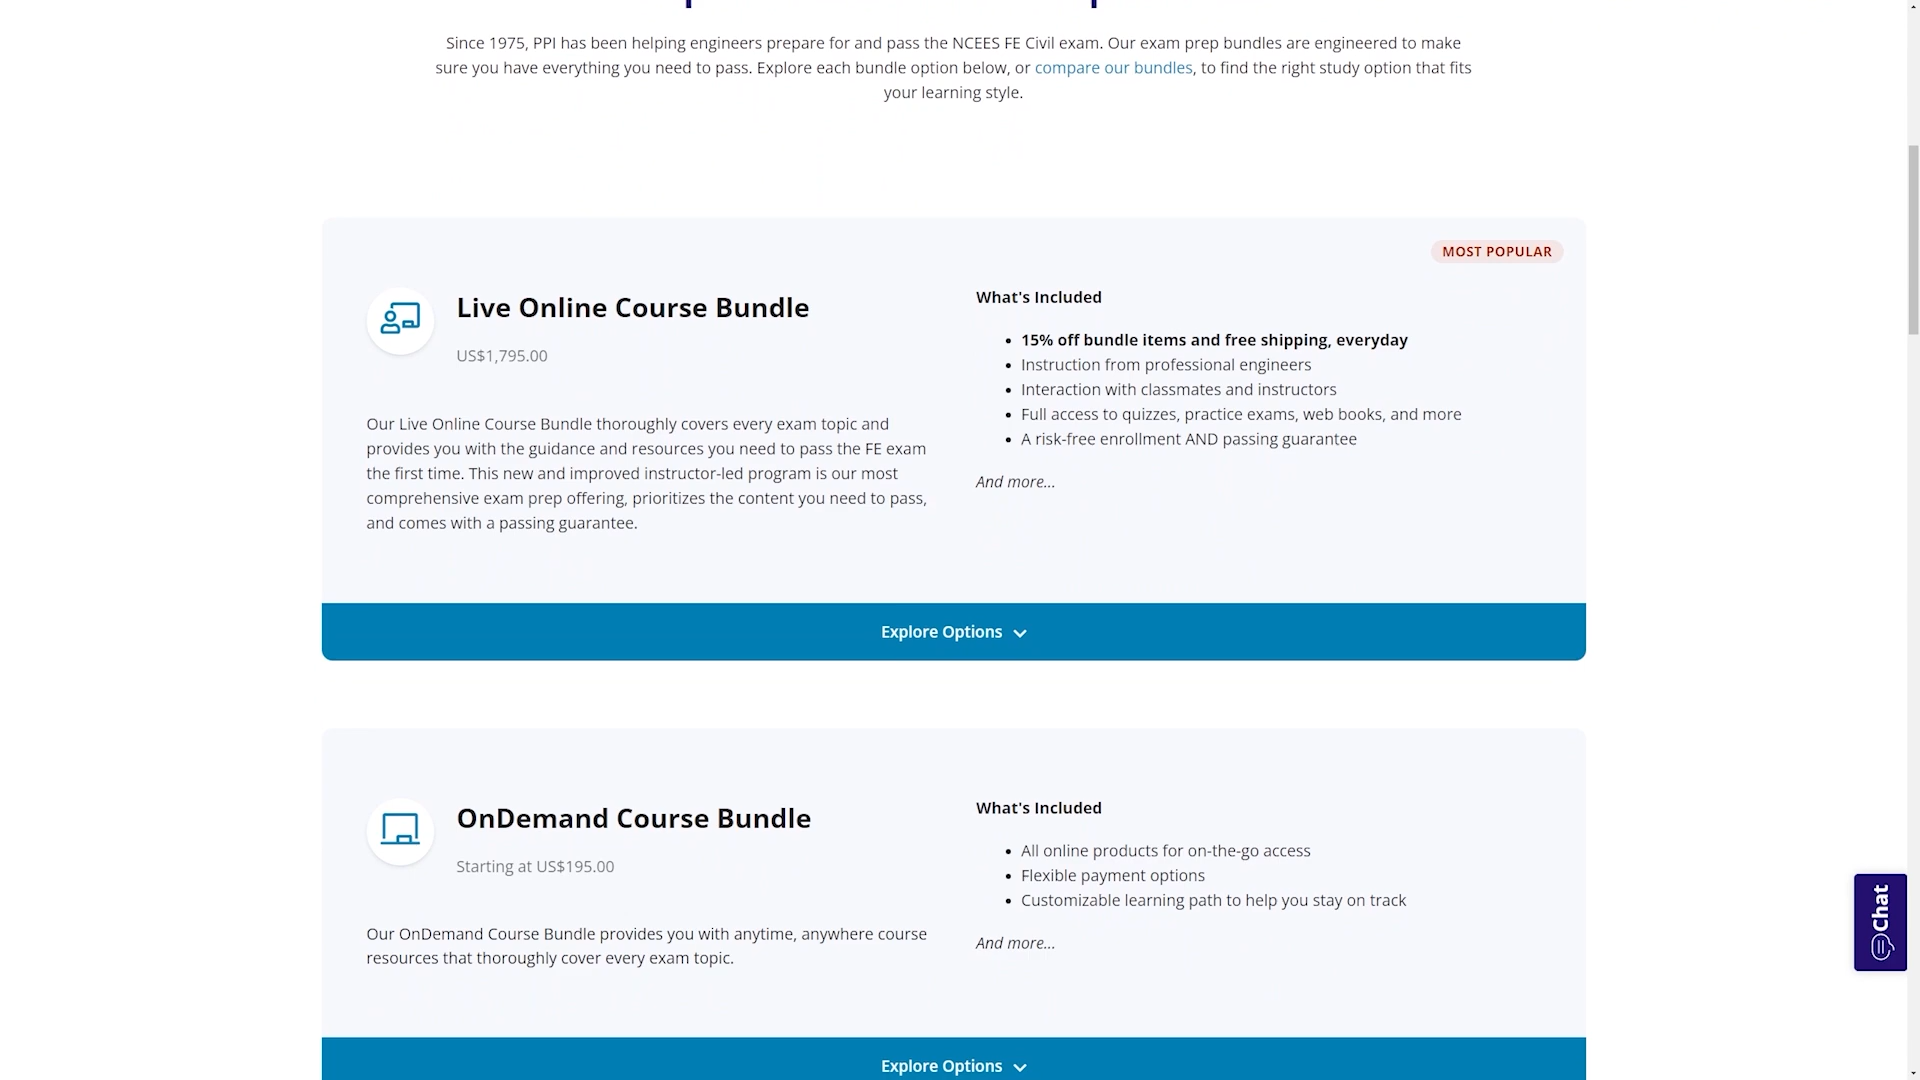 Since 1975, PPI has been helping engineers prepare for and pass the NCEES FE Civil exam. Our exam prep bundles are engineered to make
sure you have everything you need to pass. Explore each bundle option below, or compare our bundles, to find the right study option that fits
your learning style.
MOST POPULAR
Live Online Course Bundle
US$1,795.00
Our Live Online Course Bundle thoroughly covers every exam topic and
provides you with the guidance and resources you need to pass the FE exam
the first time. This new and improved instructor-led program is our most
comprehensive exam prep offering, prioritizes the content you need to pass,
and comes with a passing guarantee.
What's Included
• 15% off bundle items and free shipping, everyday
• Instruction from professional engineers
• Interaction with classmates and instructors
• Full access to quizzes, practice exams, web books, and more
• A risk-free enrollment AND passing guarantee
And more...
Explore Options
OnDemand Course Bundle
Starting at US$195.00
Our OnDemand Course Bundle provides you with anytime, anywhere course
resources that thoroughly cover every exam topic.
What's Included
• All online products for on-the-go access
• Flexible payment options
• Customizable learning path to help you stay on track
And more...
Explore Options
Chat